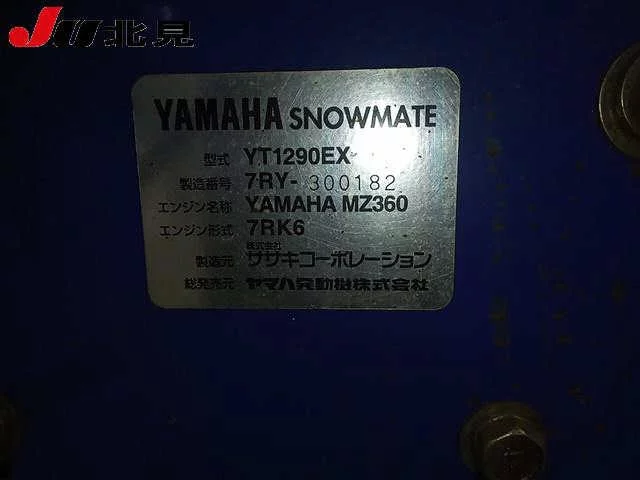 JU北見
YAMAHA SNOWMATE
型式 YT1290EX
製造番号 7RY-300182
エンジン名称 YAMAHA MZ360
エンジン形式 7RK6
株式会社
製造元 ササキコーポレーション
総発売元 ヤマハ発動機株式会社